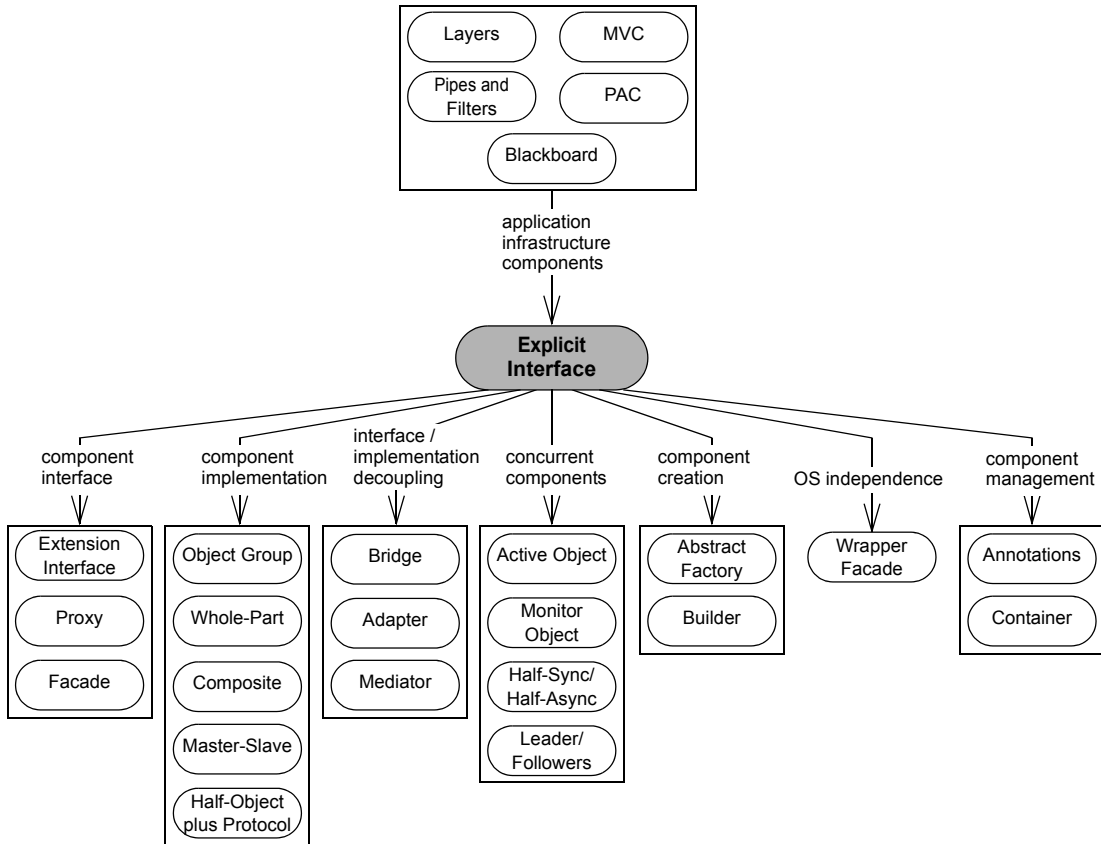 Layers
MVC
Pipes and
Filters
PAC
Blackboard
application
infrastructure
components
Explicit
Interface
component
interface
component
implementation
interface /
implementation
decoupling
concurrent
components
component
creation
OS independence
component
management
Extension
Interface
Proxy
Facade
Object Group
Whole-Part
Composite
Master-Slave
Half-Object
plus Protocol
Bridge
Adapter
Mediator
Active Object
Monitor
Object
Half-Sync/
Half-Async
Leader/
Followers
Abstract
Factory
Builder
Wrapper
Facade
Annotations
Container